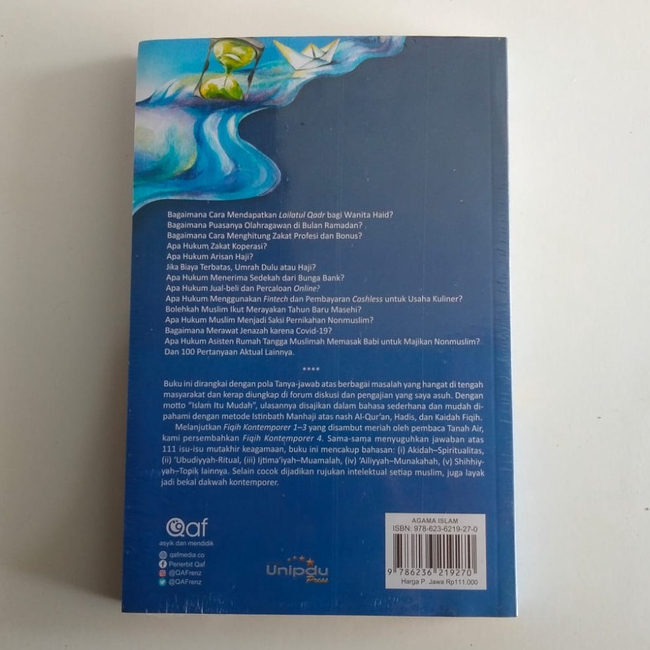 Bagaimana Cara Mendapatkan Lailatul Qadr bagi Wanita Haid?
Bagaimana Puasanya Olahragawan di Bulan Ramadan?
Bagaimana Cara Menghitung Zakat Profesi dan Bonus?
Apa Hukum Zakat Koperasi?
Apa Hukum Arisan Haji?
Jika Biaya Terbatas, Umrah Dulu atau Haji?
Apa Hukum Menerima Sedekah dari Bunga Bank?
Apa Hukum Jual-beli dan Percaloan Online?
Apa Hukum Menggunakan Fintech dan Pembayaran Cashless untuk Usaha Kuliner?
Bolehkah Muslim Ikut Merayakan Tahun Baru Masehi?
Apa Hukum Muslim Menjadi Saksi Pernikahan Nonmuslim?
Bagaimana Merawat Jenazah karena Covid-19?
Apa Hukum Asisten Rumah Tangga Muslimah Memasak Babi untuk Majikan Nonmuslim?
Dan 100 Pertanyaan Aktual Lainnya.
****
Buku ini dirangkai dengan pola Tanya-jawab atas berbagai masalah yang hangat di tengah
masyarakat dan kerap diungkap di forum diskusi dan pengajian yang saya asuh. Dengan
motto "Islam Itu Mudah", ulasannya disajikan dalam bahasa sederhana dan mudah di-
pahami dengan metode Istinbath Manhaji atas nash Al-Qur'an, Hadis, dan Kaidah Fiqih.
Melanjutkan Fiqih Kontemporer 1–3 yang disambut meriah oleh pembaca Tanah Air,
kami persembahkan Fiqih Kontemporer 4. Sama-sama menyuguhkan jawaban atas
111 isu-isu mutakhir keagamaan, buku ini mencakup bahasan: (i) Akidah–Spiritualitas,
(ii) 'Ubudiyyah-Ritual, (iii) Ijtima'iyah–Muamalah, (iv) 'Ailiyyah–Munakahah, (v) Shihhiy-
yah–Topik lainnya. Selain cocok dijadikan rujukan intelektual setiap muslim, juga layak
jadi bekal dakwah kontemporer.
Qaf
asyik dan mendidik
qafmedia.co
Penerbit Qaf
@QAFrenz
@QAFrenz
Unipdu
Press
AGAMA ISLAM
ISBN: 978-623-6219-27-0
9 786236 219270
Harga P. Jawa Rp111.000